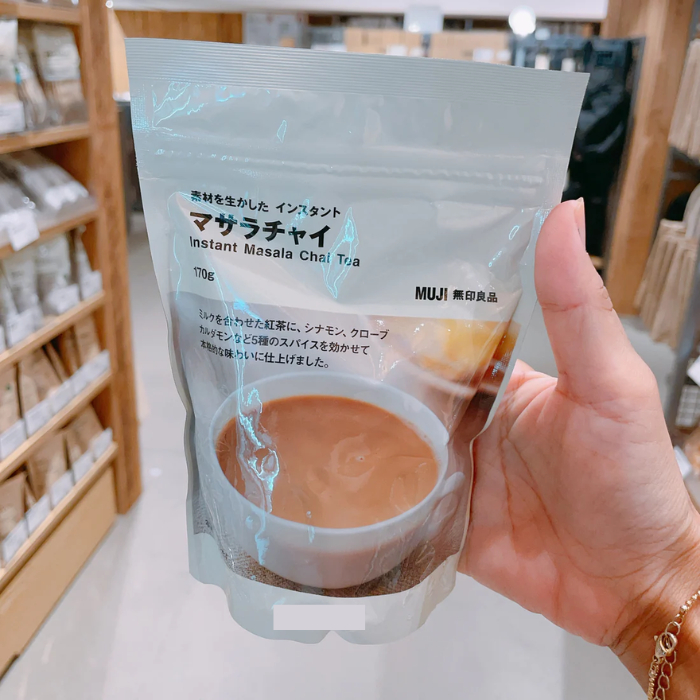 素材を生かした インスタント
マサラチャイ
Instant Masala Chai Tea
170g
MUJI 無印良品
ミルクを合わせた紅茶に、シナモン、クローブ
カルダモンなど5種のスパイスを効かせて
本格的な味わいに仕上げました。